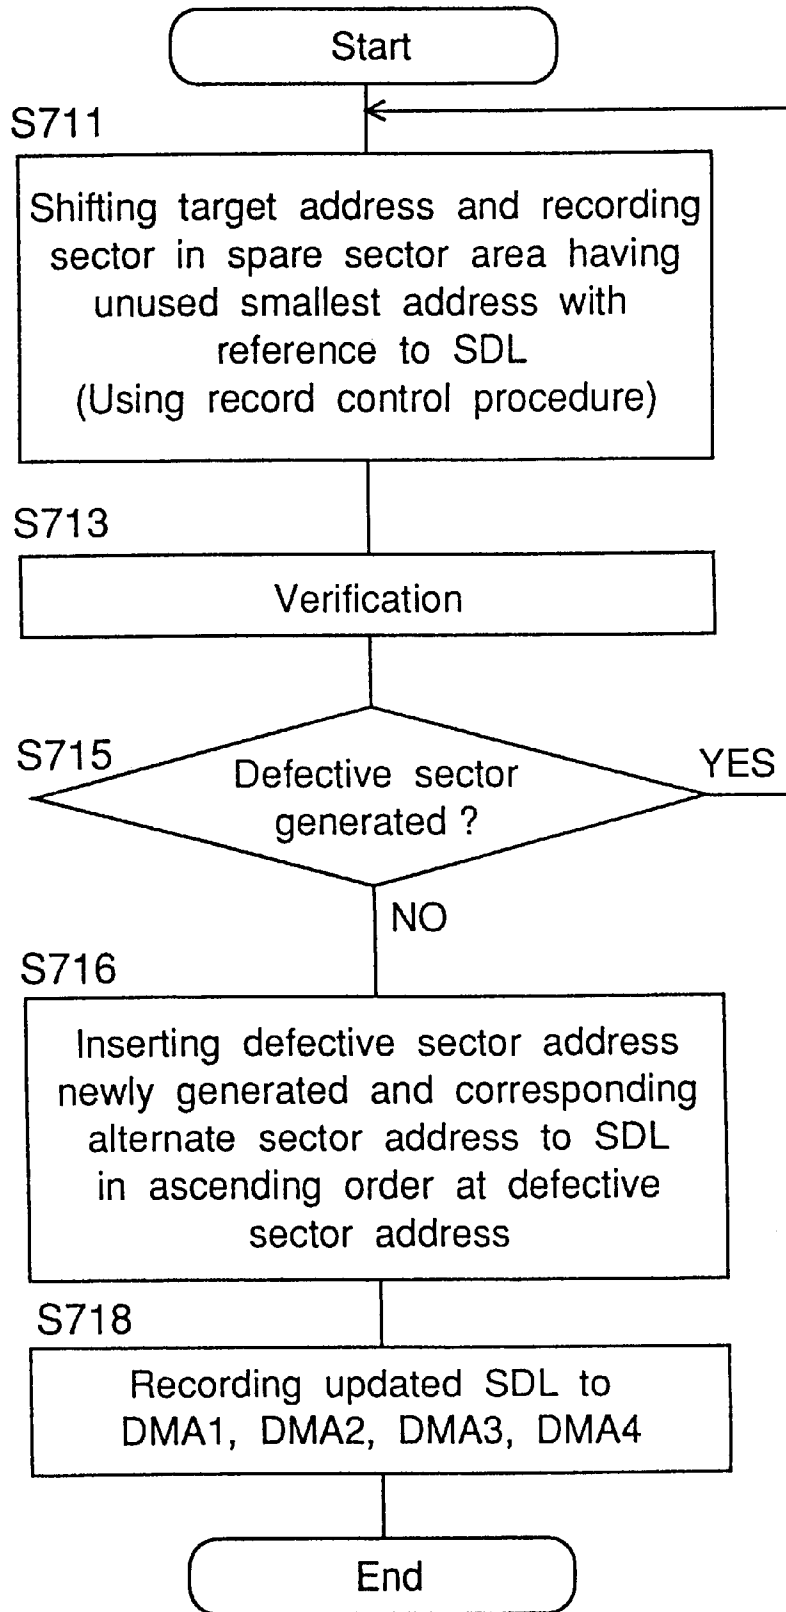 Start
S711
Shifting target address and recording
sector in spare sector area having
unused smallest address with
reference to SDL
(Using record control procedure)
S713
Verification
S715
Defective sector
generated ?
YES
NO
S716
Inserting defective sector address
newly generated and corresponding
alternate sector address to SDL
in ascending order at defective
sector address
S718
Recording updated SDL to
DMA1, DMA2, DMA3, DMA4
End